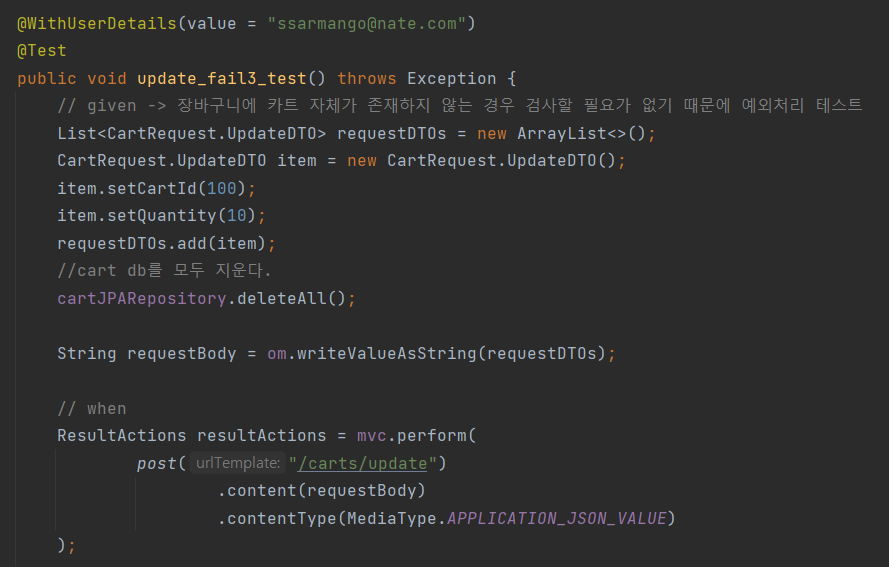 @WithUserDetails(value = "ssarmango@nate.com")
@Test
public void update_fail3_test() throws Exception {
// given -> 장바구니에 카트 자체가 존재하지 않는 경우 검사할 필요가 없기 때문에 예외처리 테스트
List<CartRequest.UpdateDTO> requestDTOs = new ArrayList<>();
CartRequest.UpdateDTO item = new CartRequest.UpdateDTO();
item.setCartId(100);
item.setQuantity(10);
requestDTOs.add(item);
//cart db를 모두 지운다.
cartJPARepository.deleteAll();
String requestBody = om.writeValueAsString(requestDTOs);
// when
ResultActions resultActions = mvc.perform(
post( urlTemplate: "/carts/update")
.content(requestBody)
.contentType(MediaType.APPLICATION_JSON_VALUE)
);